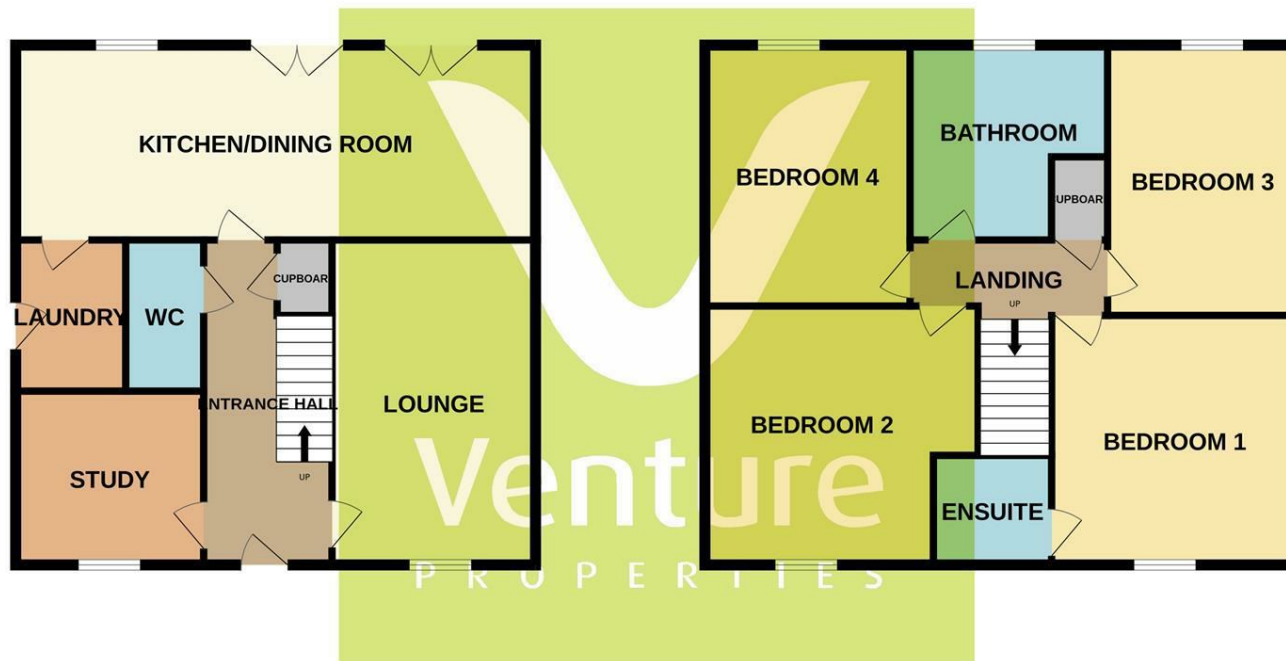 KITCHEN/DINING ROOM
CUPBOAR
LAUNDRY
WC
ENTRANCE HALL
LOUNGE
STUDY
UP
BATHROOM
BEDROOM 4
BEDROOM 3
UPBOAR
LANDING
UP
BEDROOM 2
BEDROOM 1
ENSUITE
Venture
PROPERTIES